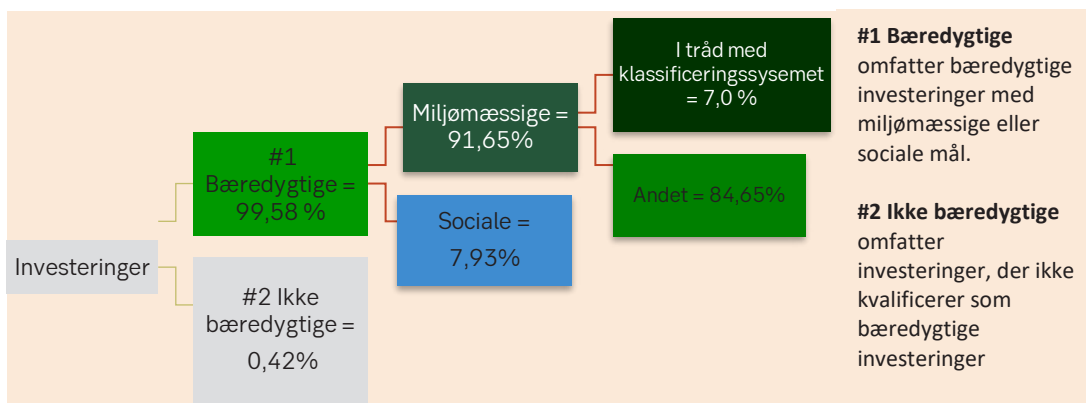 Investeringer
#1
Bæredygtige =
99,58 %
#2 Ikke
bæredygtige =
0,42%
Miljømæssige =
91,65%
Sociale =
7,93%
I tråd med
klassificeringssysemet
= 7,0 %
Andet = 84,65%
#1 Bæredygtige
omfatter bæredygtige
investeringer med
miljømæssige eller
sociale mål.
#2 Ikke bæredygtige
omfatter
investeringer, der ikke
kvalificerer som
bæredygtige
investeringer